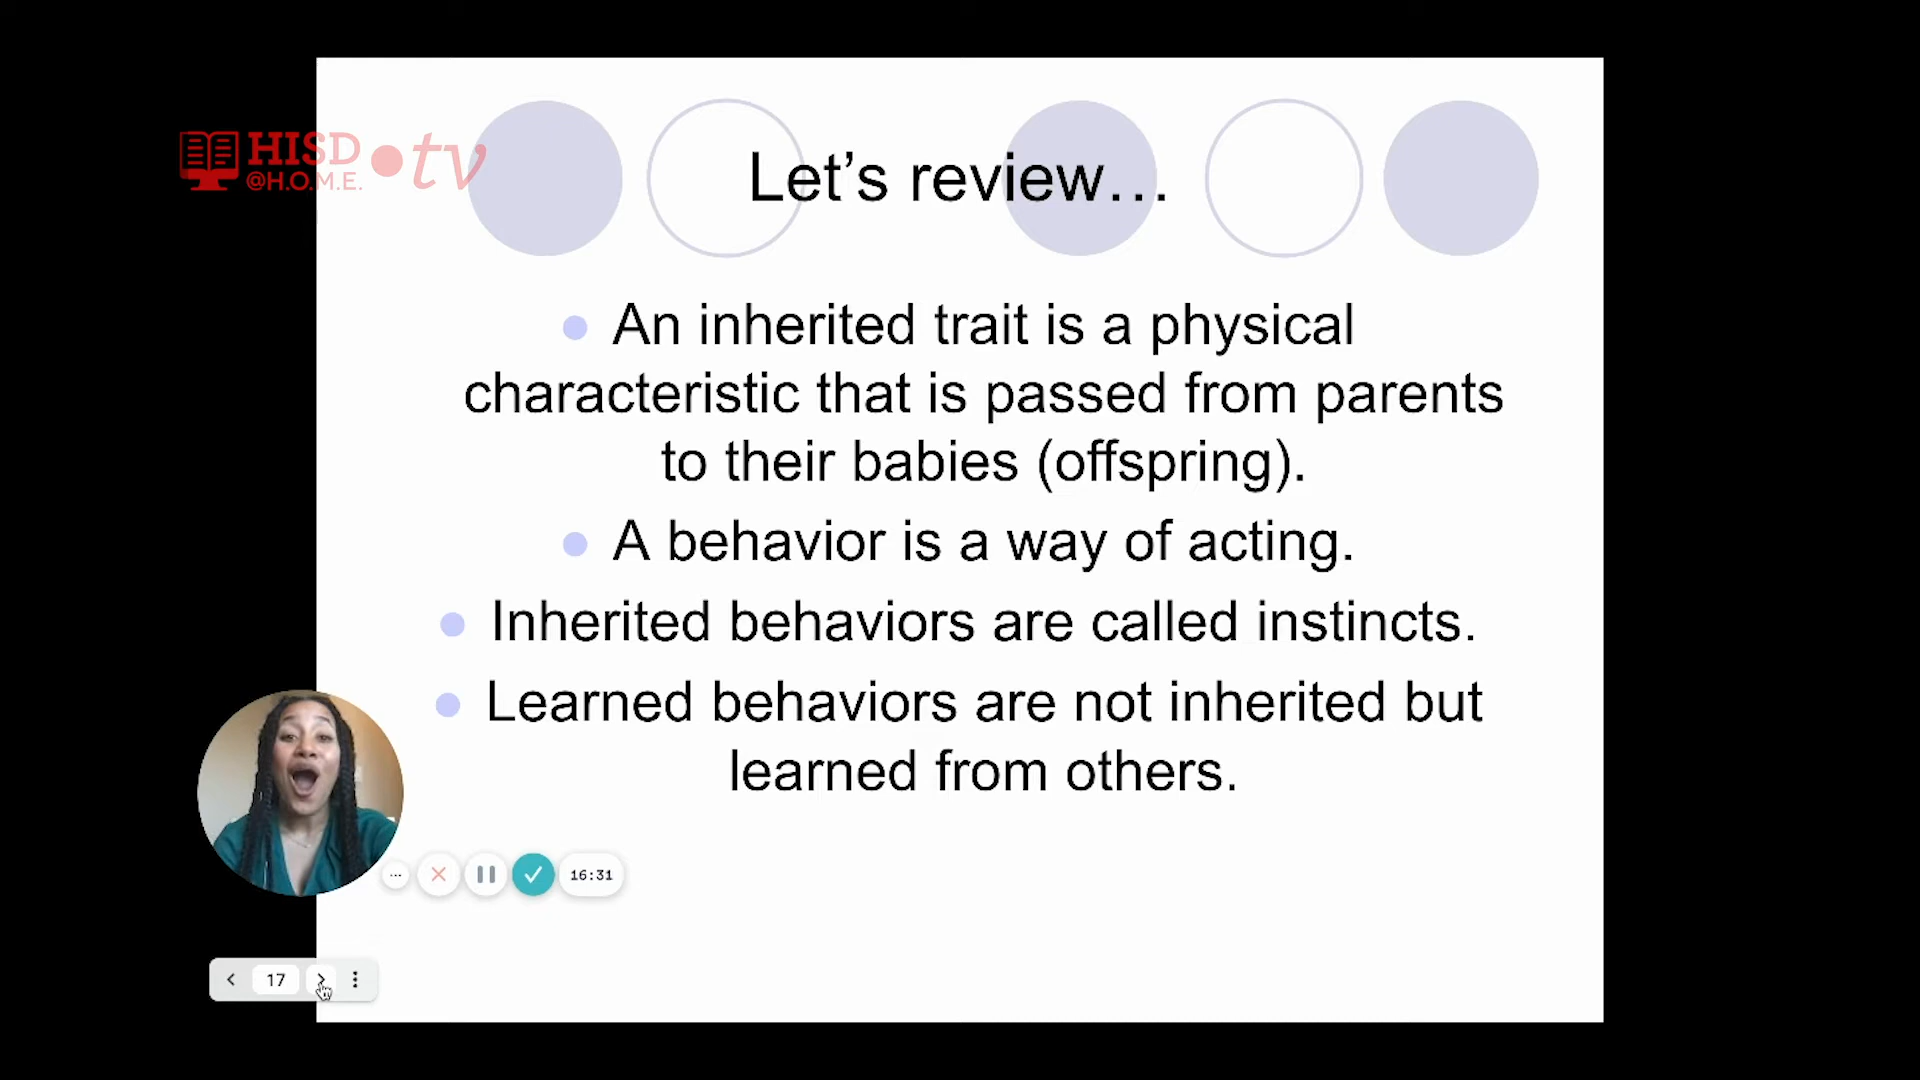 HISD
@H.O.M.E.
tv
Let’s review…
An inherited trait is a physical
characteristic that is passed from parents
to their babies (offspring).
A behavior is a way of acting.
Inherited behaviors are called instincts.
Learned behaviors are not inherited but
learned from others.
16:31
17